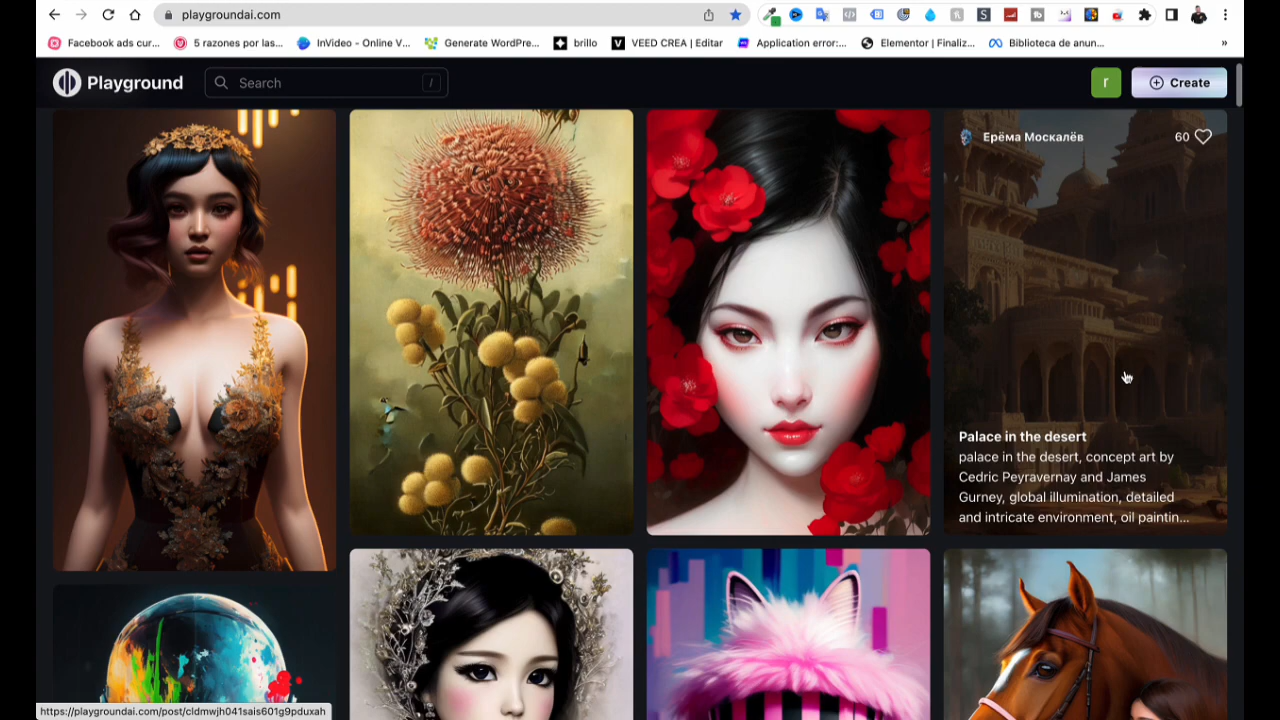 playgroundai.com
Facebook ads cur...
5 razones por las...
InVideo - Online V...
Generate WordPre...
brillo
VEED CREA | Editar
Application error:...
Elementor | Finaliz...
Biblioteca de anun...
»
Playground
Search
/
r
Create
Ерёма Москалёв
60
Palace in the desert
palace in the desert, concept art by
Cedric Peyravernay and James
Gurney, global illumination, detailed
and intricate environment, oil paintin...
https://playgroundai.com/post/cldmwjh041sais601g9pduxah